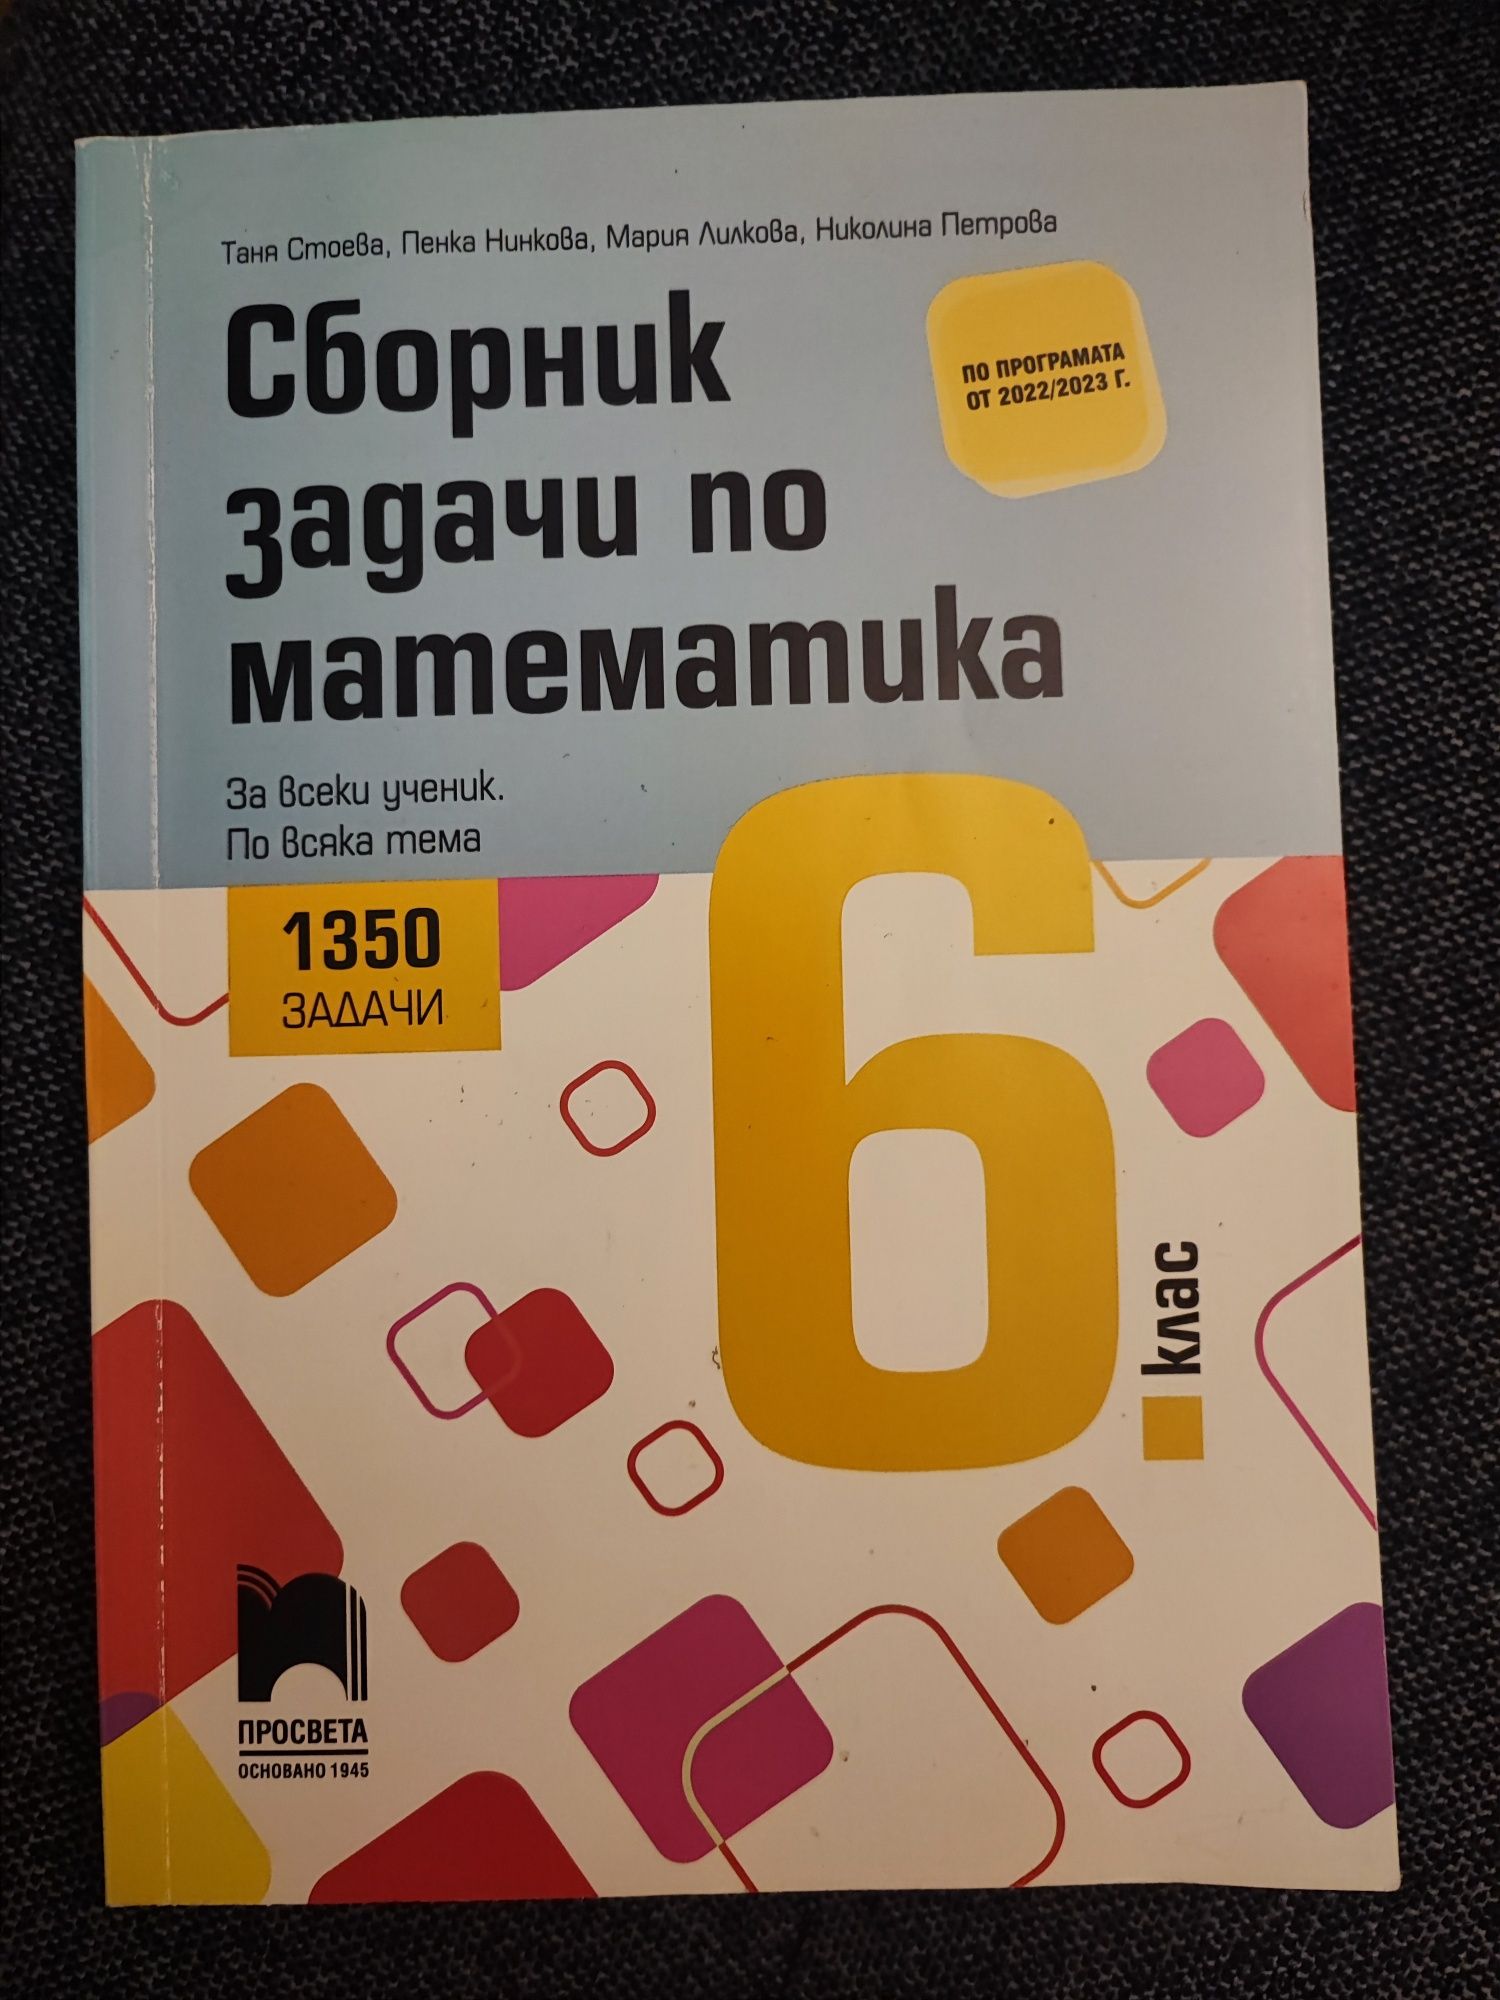 Таня Стоева, Пенка Нинкова, Мария Лилкова, Николина Петрова
Сборник
задачи по
математика
ПО ПРОГРАМАТА
ОТ 2022/2023 Г.
За всеки ученик.
По всяка тема
1350
ЗАДАЧИ
6.
клас
ПРОСВЕТА
ОСНОВАНО 1945